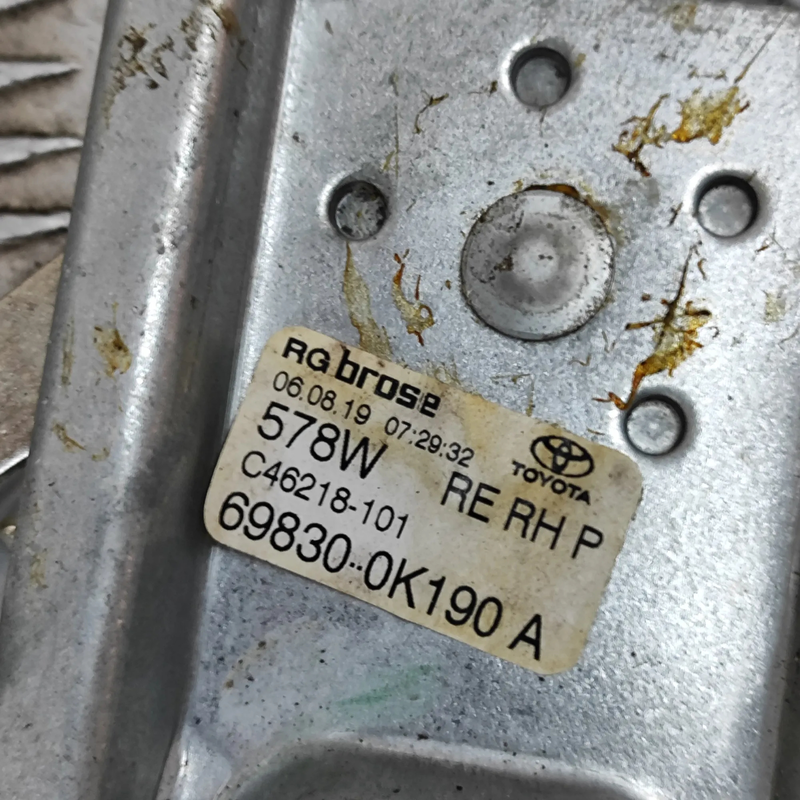 RG brose
06.08.19 07:29:32
TOYOTA
578W RE RH P
C46218-101
69830-0K190 A